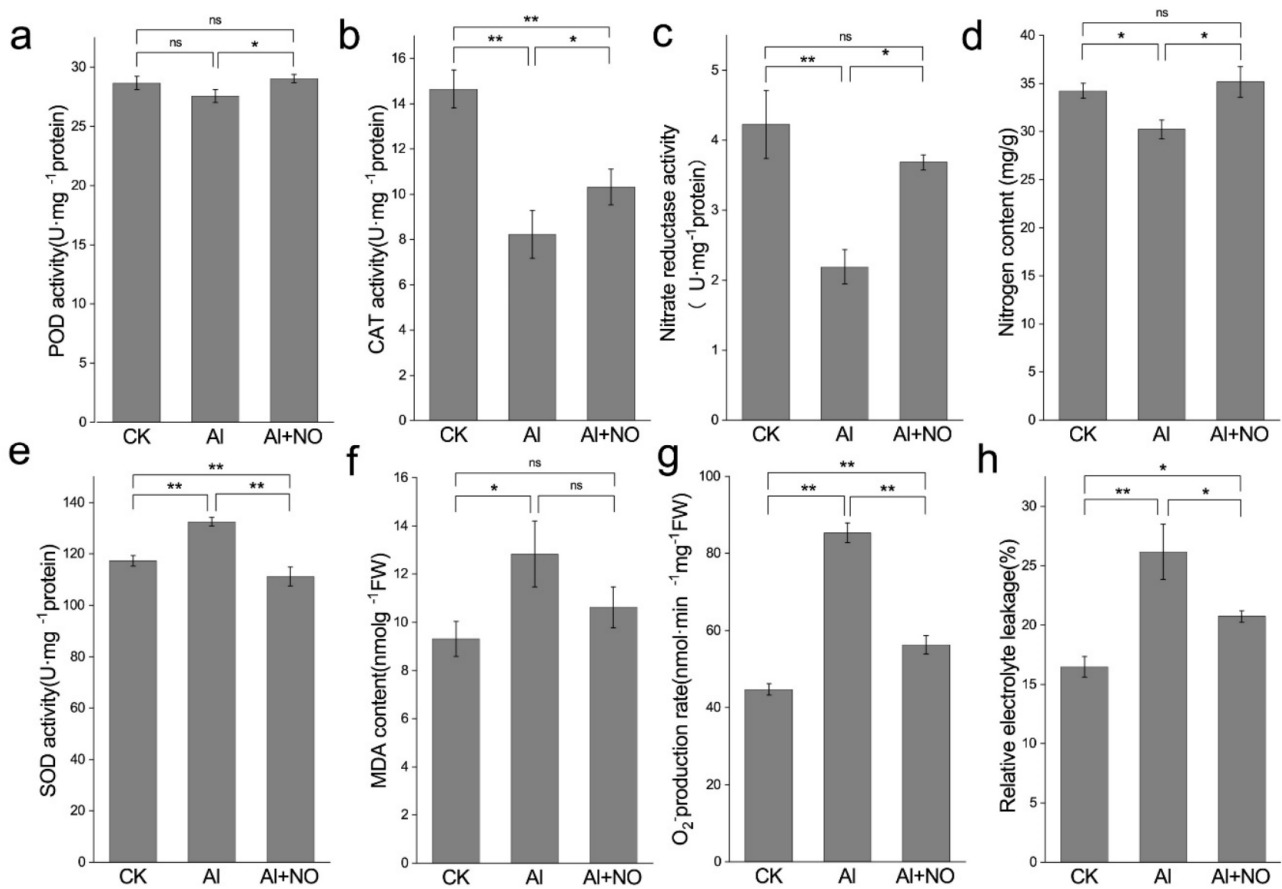 a
ns
ns
*
POD activity(U·mg⁻¹protein)
30
25
20
15
10
5
0
CK
Al
Al+NO
b
**
**
*
CAT activity(U·mg⁻¹protein)
16
14
12
10
8
6
4
2
0
CK
Al
Al+NO
c
ns
**
*
Nitrate reductase activity
（U·mg⁻¹protein）
5
4
3
2
1
0
CK
Al
Al+NO
d
ns
*
*
Nitrogen content (mg/g)
40
35
30
25
20
15
10
5
0
CK
Al
Al+NO
e
**
**
**
SOD activity(U·mg⁻¹protein)
140
120
100
80
60
40
20
0
CK
Al
Al+NO
f
ns
*
ns
MDA content(nmolg⁻¹FW)
16
14
12
10
8
6
4
2
0
CK
Al
Al+NO
g
**
**
**
O₂⁻production rate(nmol·min⁻¹mg⁻¹FW)
100
80
60
40
20
0
CK
Al
Al+NO
h
*
**
*
Relative electrolyte leakage(%)
30
25
20
15
10
5
0
CK
Al
Al+NO